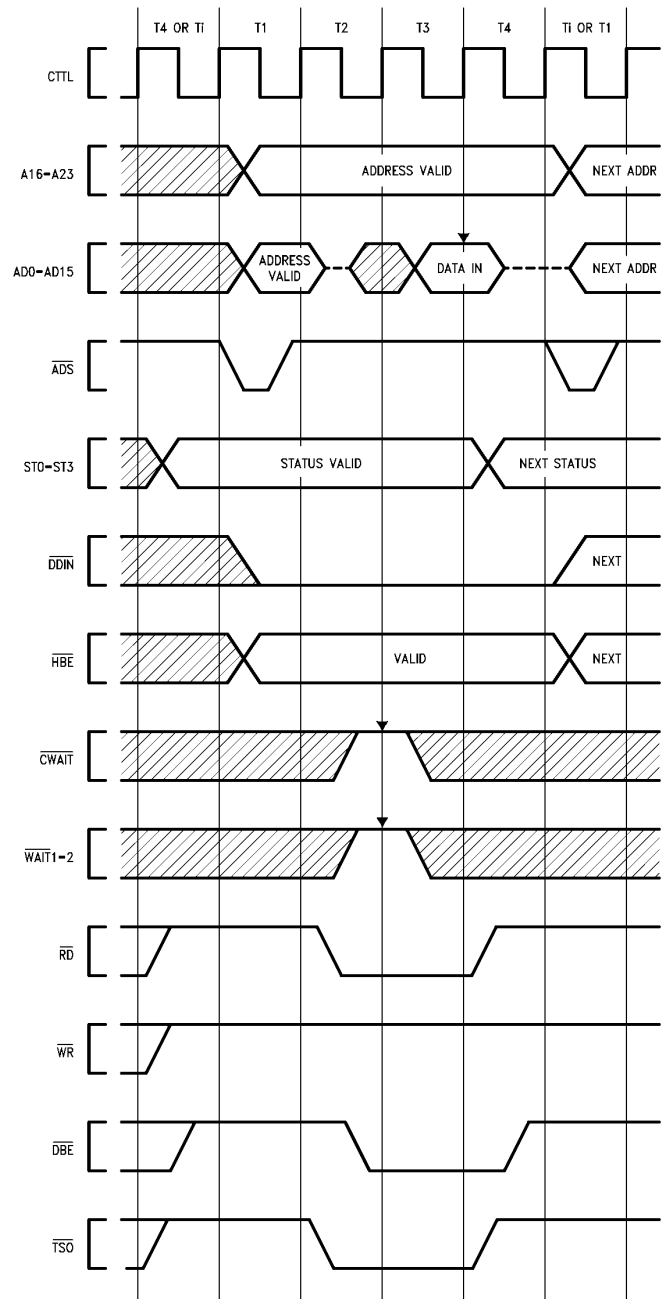 T4 OR Ti T1 T2 T3 T4 Ti OR T1
CTTL
A16-A23 ADDRESS VALID NEXT ADDR
AD0-AD15 ADDRESS VALID DATA IN NEXT ADDR
ADS
ST0-ST3 STATUS VALID NEXT STATUS
DDIN NEXT
HBE VALID NEXT
CWAIT
WAIT1-2
RD
WR
DBE
TSO